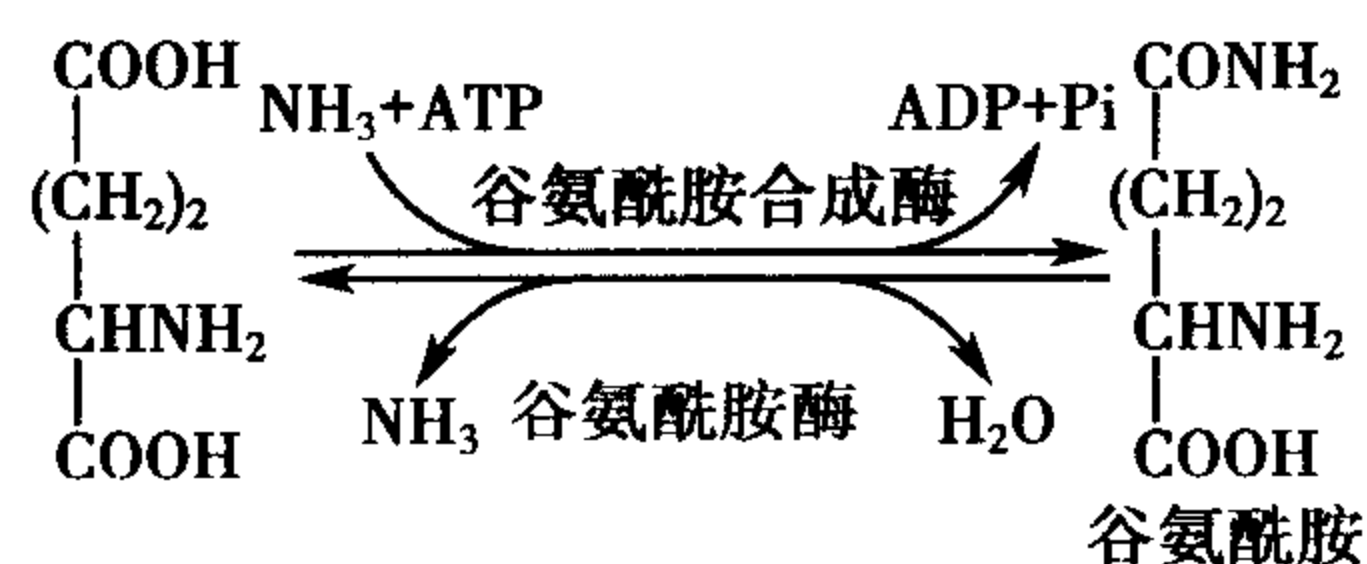 COOH
(CH₂)₂
CHNH₂
COOH
NH₃+ATP
谷氨酰胺合成酶
ADP+Pi
NH₃
谷氨酰胺酶
H₂O
CONH₂
(CH₂)₂
CHNH₂
COOH
谷氨酰胺